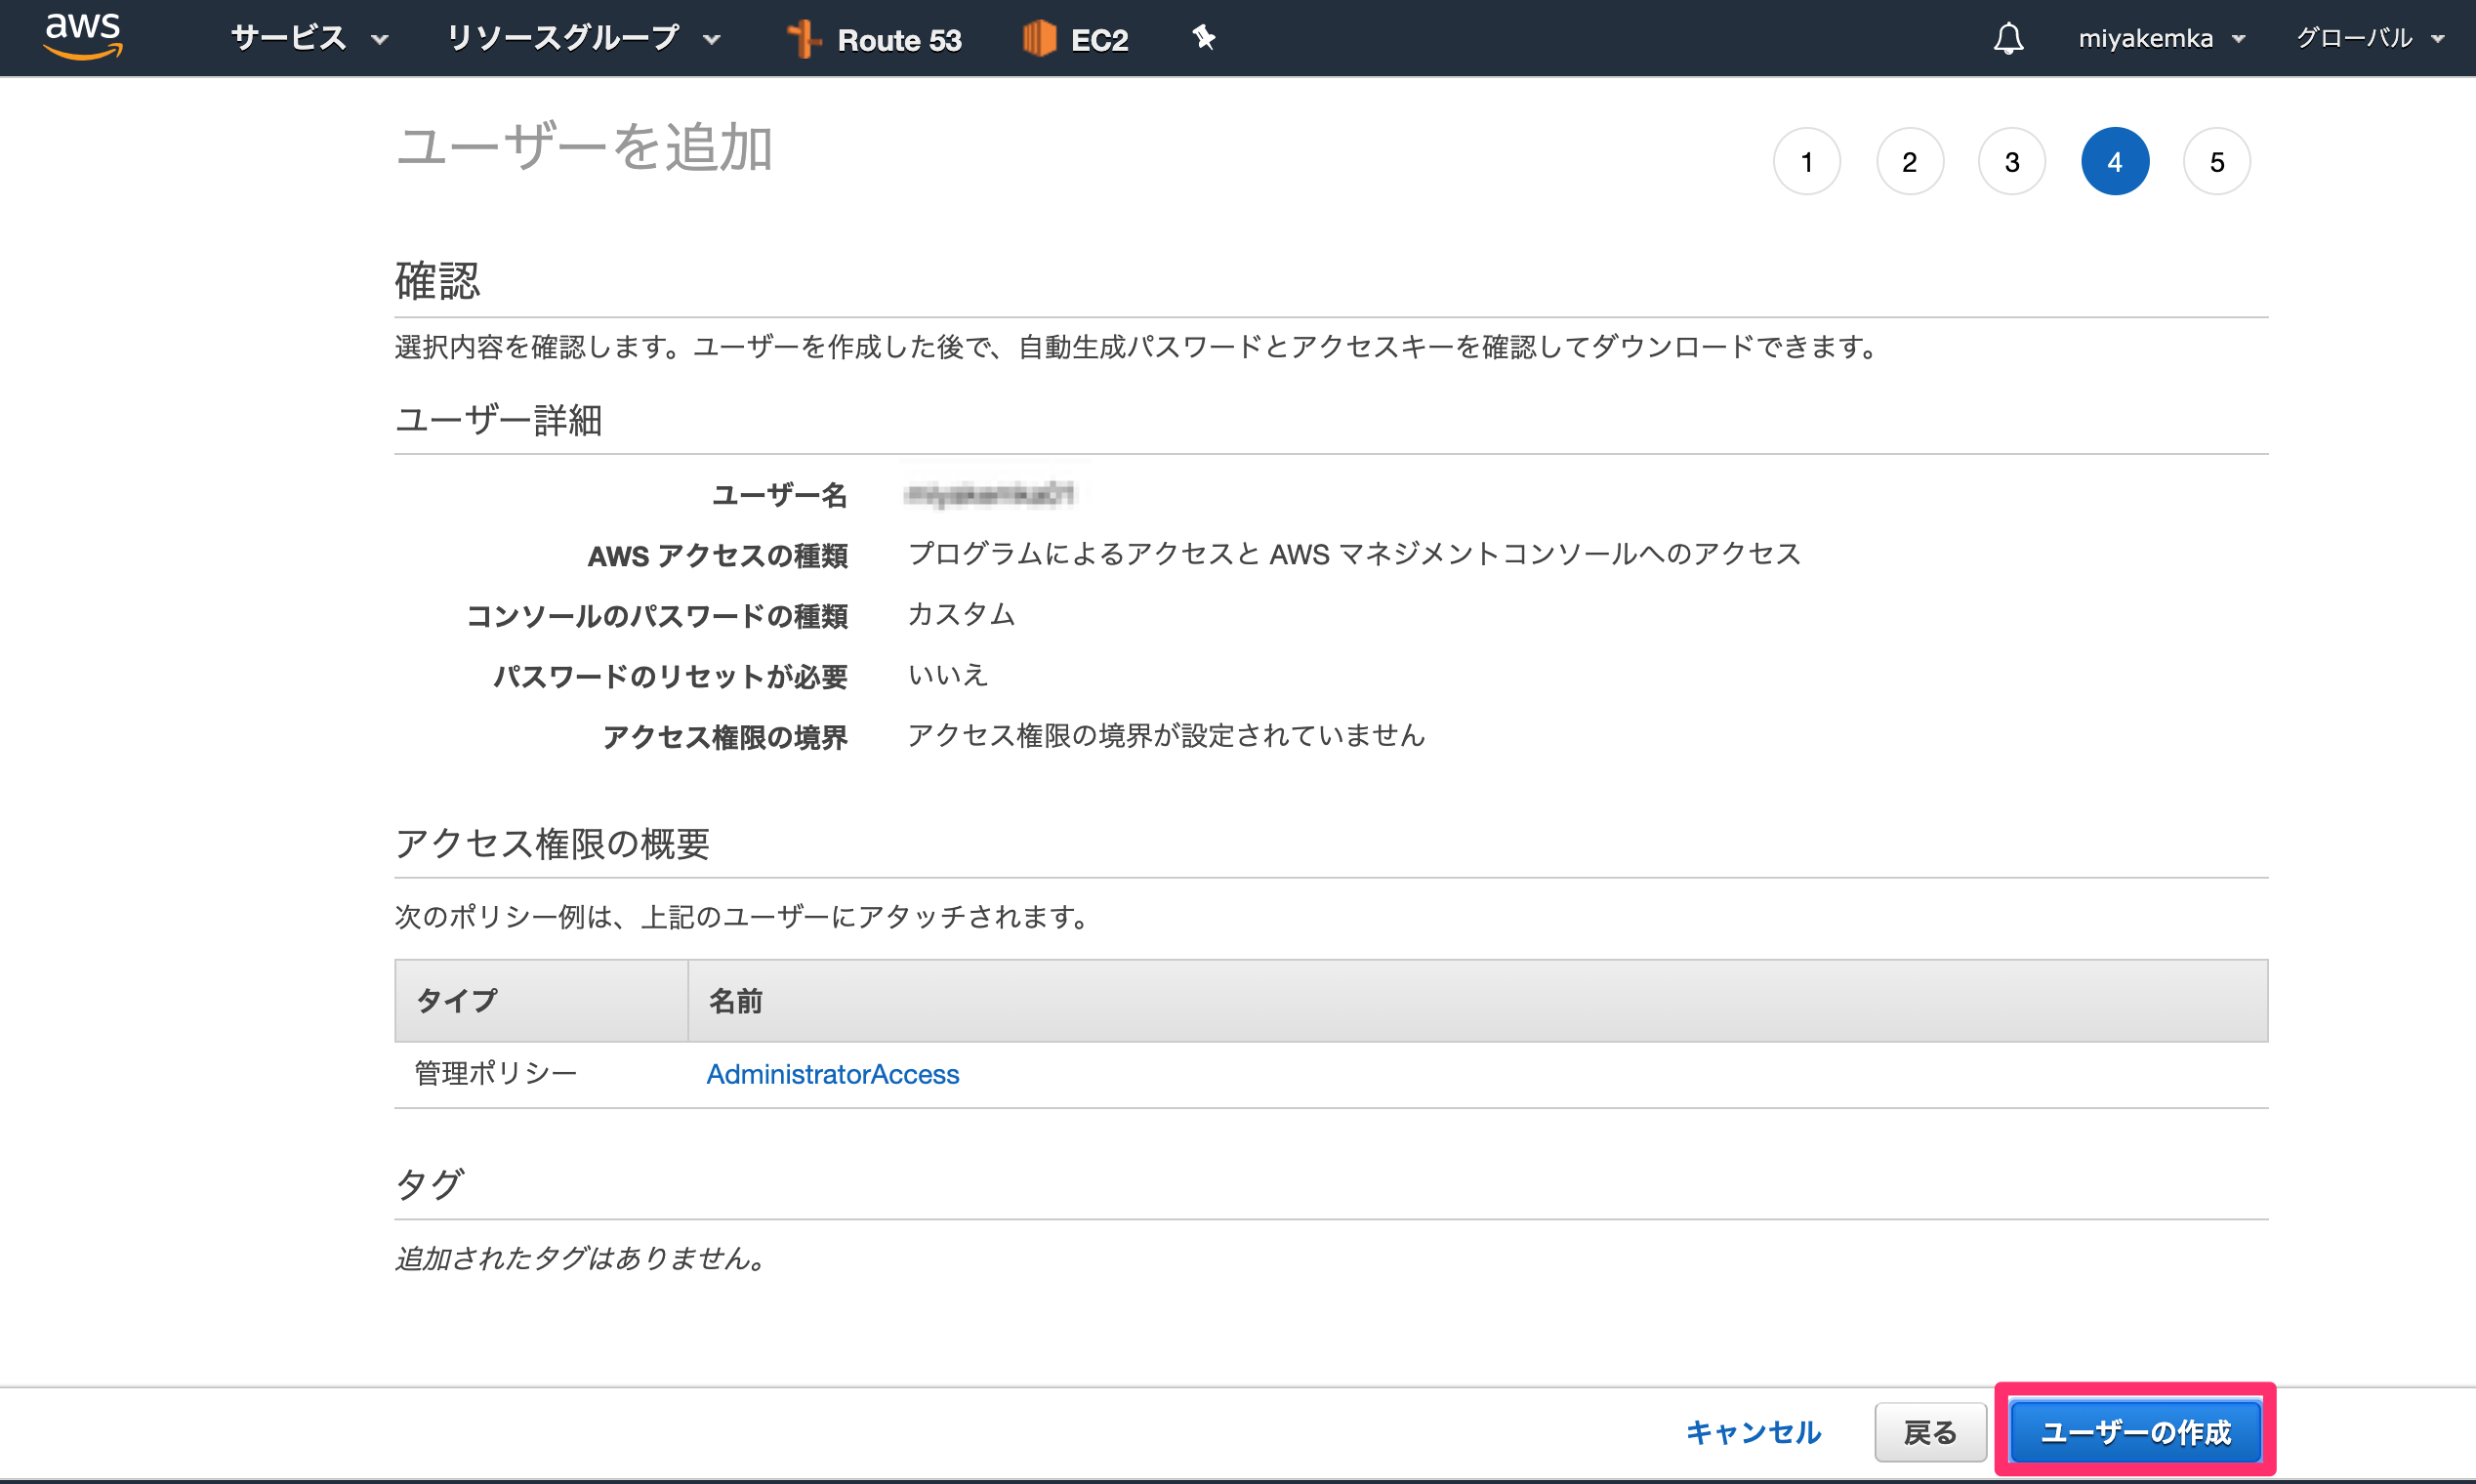 aws サービス リソースグループ Route 53 EC2 miyakemka グローバル
ユーザーを追加
1 2 3 4 5
確認
選択内容を確認します。ユーザーを作成した後で、自動生成パスワードとアクセスキーを確認してダウンロードできます。
ユーザー詳細
ユーザー名
AWS アクセスの種類 プログラムによるアクセスと AWS マネジメントコンソールへのアクセス
コンソールのパスワードの種類 カスタム
パスワードのリセットが必要 いいえ
アクセス権限の境界 アクセス権限の境界が設定されていません
アクセス権限の概要
次のポリシー例は、上記のユーザーにアタッチされます。
タイプ 名前
管理ポリシー AdministratorAccess
タグ
追加されたタグはありません。
キャンセル 戻る ユーザーの作成